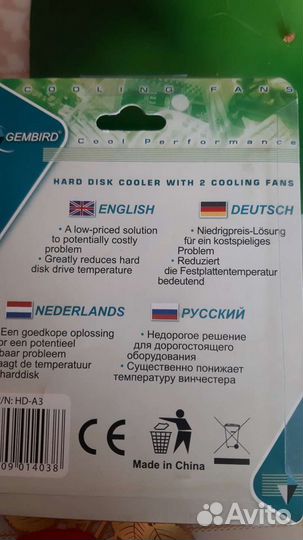 COOLING FANS
GEMBIRD®
Cool Performance
HARD DISK COOLER WITH 2 COOLING FANS
ENGLISH
• A low-priced solution
to potentially costly
problem
• Greatly reduces hard
disk drive temperature
DEUTSCH
• Niedrigpreis-Lösung
für ein kostspieliges
Problem
• Reduziert
die Festplattentemperatur
bedeutend
NEDERLANDS
Een goedkope oplossing
or een potentieel
baar probleem
aagt de temperatuur
harddisk
РУССКИЙ
• Недорогое решение
для дорогостоящего
оборудования
• Существенно понижает
температуру винчестера
/N: HD-A3
09014038
CE
Made in China
Avito